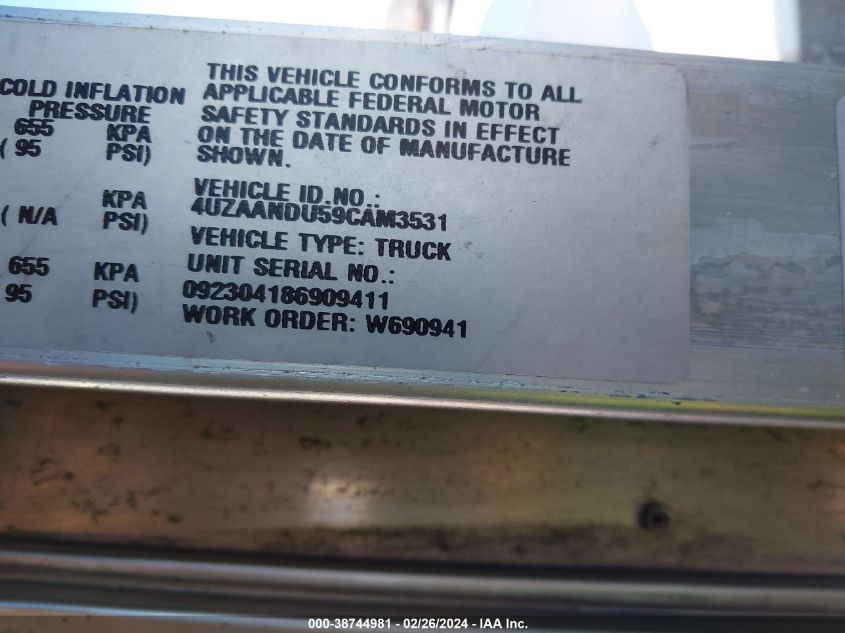 COLD INFLATION
PRESSURE
655 KPA
( 95 PSI)
KPA
( N/A PSI)
655 KPA
95 PSI)
THIS VEHICLE CONFORMS TO ALL
APPLICABLE FEDERAL MOTOR
SAFETY STANDARDS IN EFFECT
ON THE DATE OF MANUFACTURE
SHOWN.
VEHICLE ID.NO.:
4UZAANDU59CAM3531
VEHICLE TYPE: TRUCK
UNIT SERIAL NO.:
092304186909411
WORK ORDER: W690941
000-38744981 - 02/26/2024 - IAA Inc.